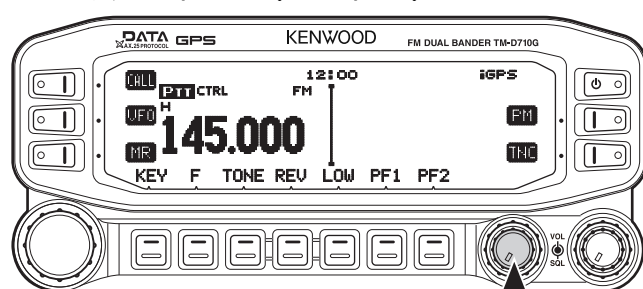 DATA GPS KENWOOD FM DUAL BANDER TM-D710G
AX.25 PROTOCOL
CALL 12:00 iGPS
PTT CTRL FM
VFO H PM
145.000
MR TNC
KEY F TONE REV LOW PF1 PF2
VOL
SQL